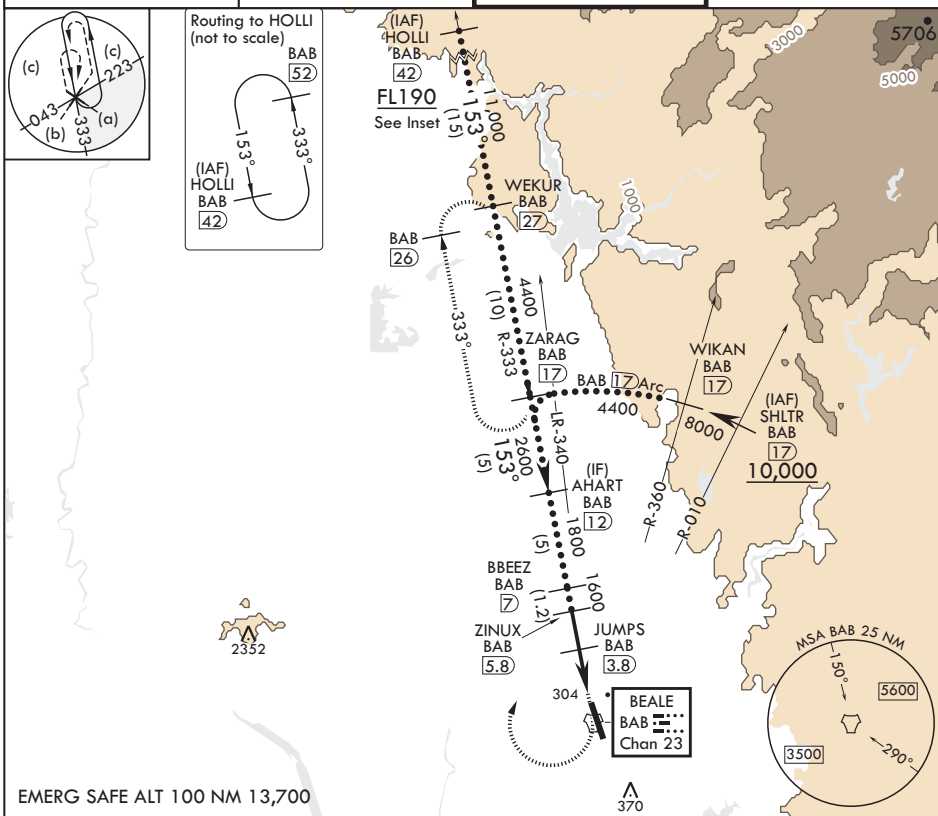 (c)
(c)
223
043
(b)
333
(a)
Routing to HOLLI
(not to scale)
BAB
52
153°
333°
(IAF)
HOLLI
BAB
42
(IAF)
HOLLI
BAB
42
FL190
See Inset
11,000
153°
(15)
3000
5706
5000
1000
WEKUR
BAB
27
BAB
26
333°
4400
(10)
R-333
ZARAG
BAB
17
BAB 17 Arc
4400
WIKAN
BAB
17
(IAF)
SHLTR
BAB
17
10,000
8000
R-360
R-010
LR-340
2600
153°
(5)
(IF)
AHART
BAB
12
1800
(5)
BBEEZ
BAB
7
1600
(1.2)
ZINUX
BAB
5.8
JUMPS
BAB
3.8
304
BEALE
BAB
Chan 23
2352
370
MSA BAB 25 NM
150°
5600
3500
290°
EMERG SAFE ALT 100 NM 13,700